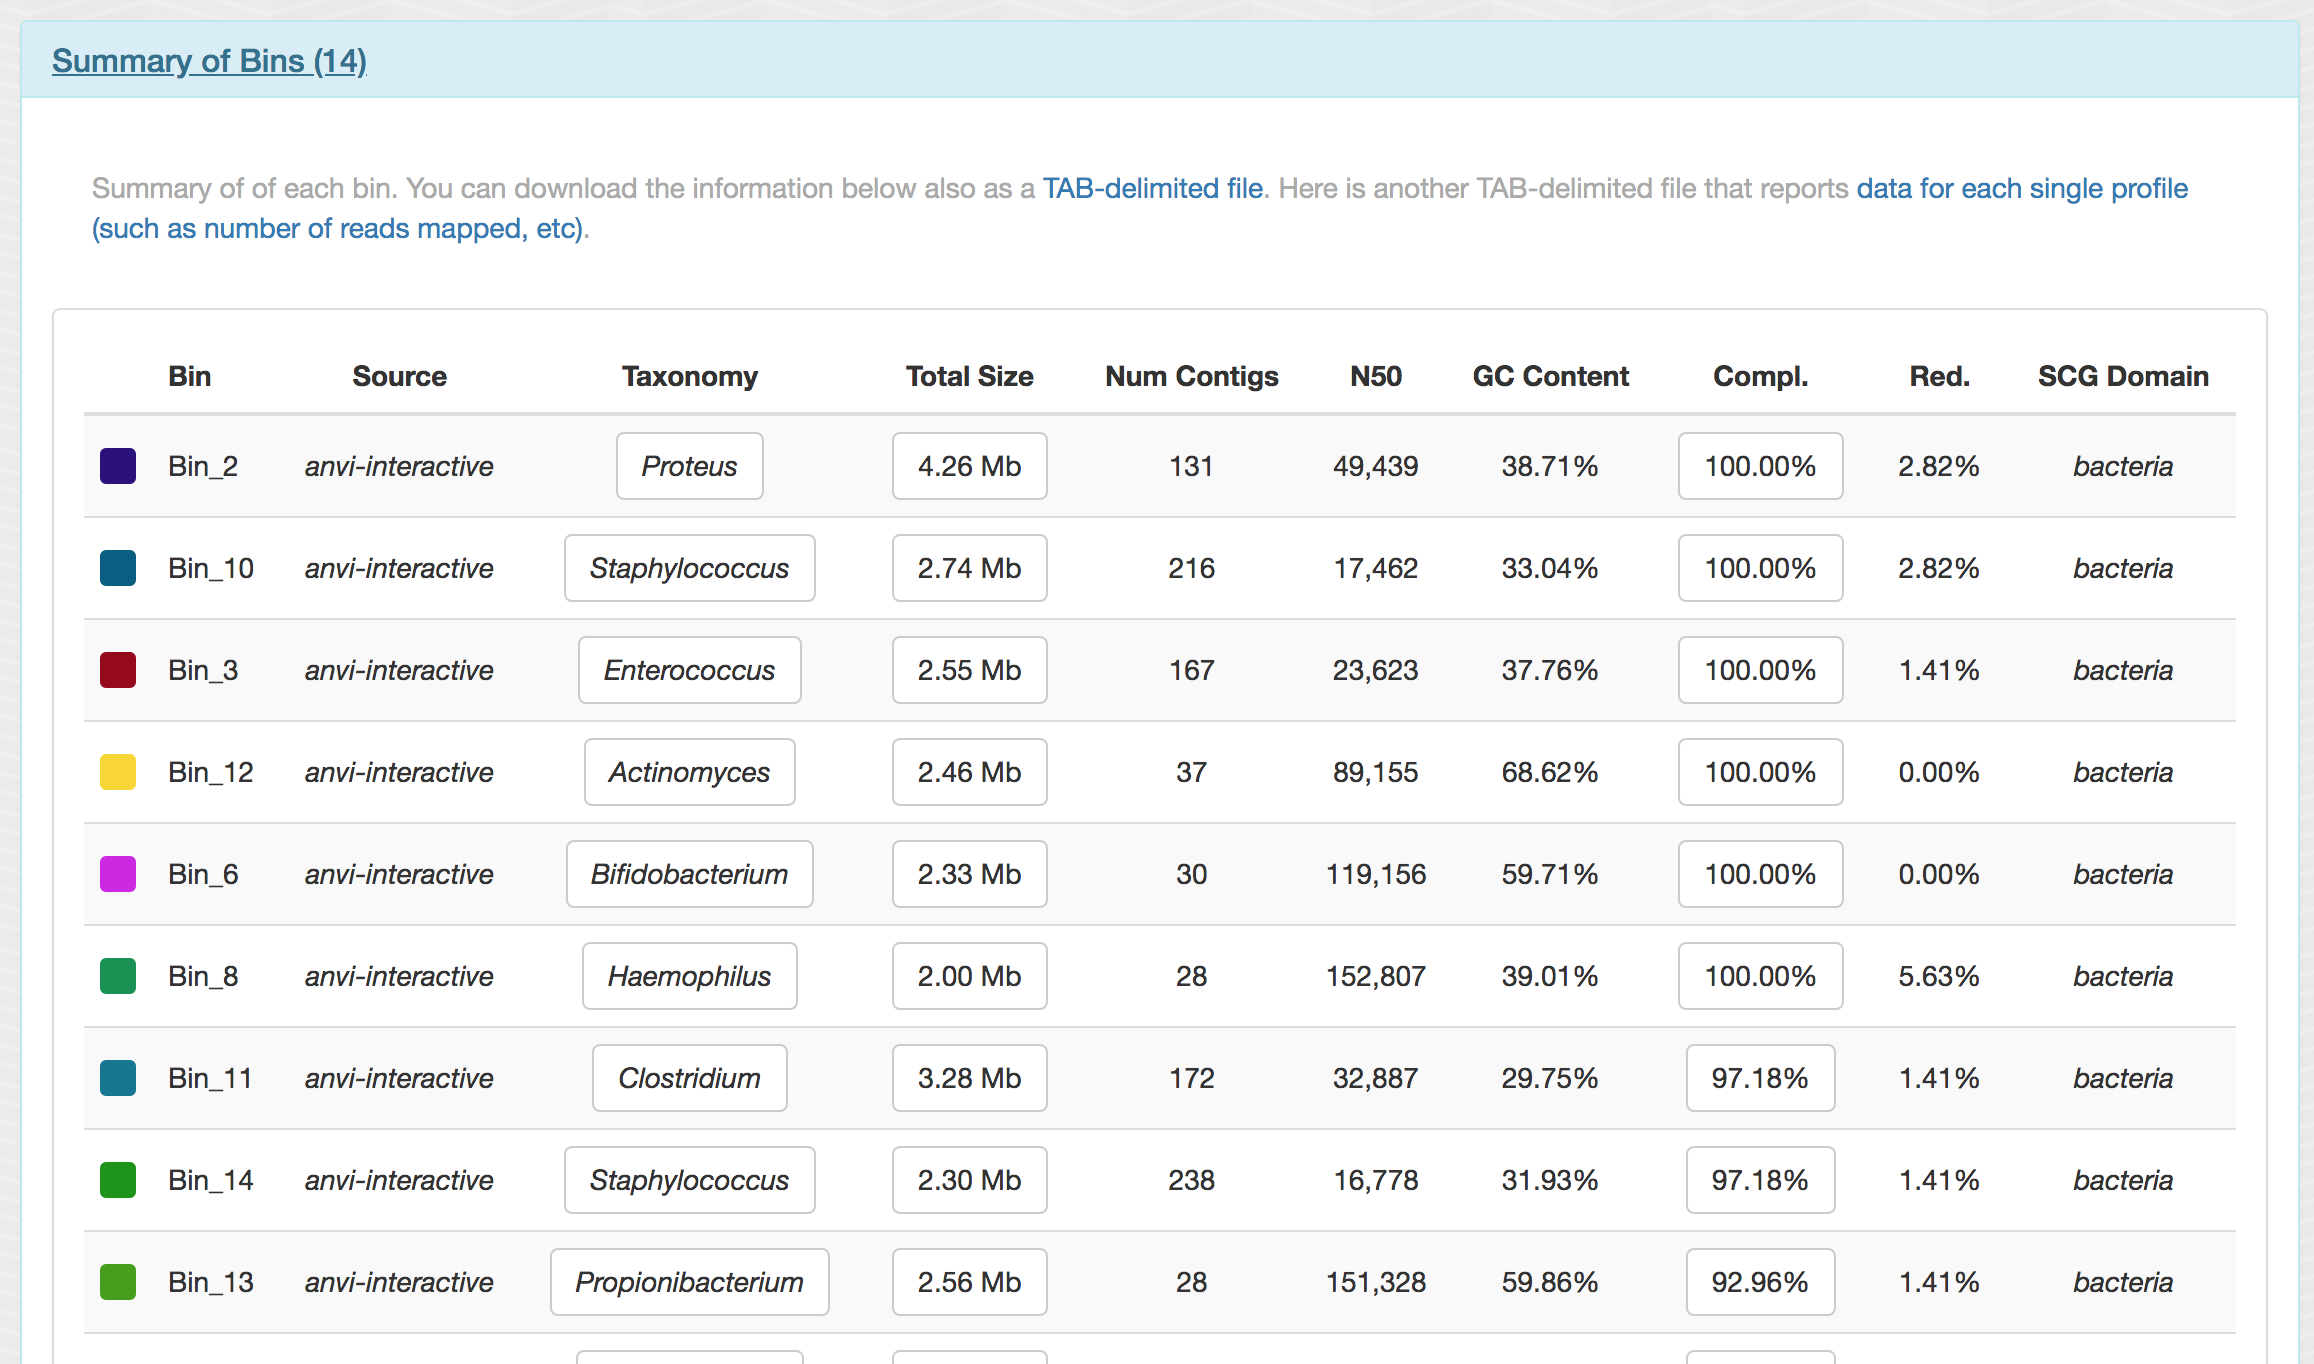 Summary of Bins (14)
Summary of of each bin. You can download the information below also as a TAB-delimited file. Here is another TAB-delimited file that reports data for each single profile
(such as number of reads mapped, etc).
Bin Source Taxonomy Total Size Num Contigs N50 GC Content Compl. Red. SCG Domain
Bin_2 anvi-interactive Proteus 4.26 Mb 131 49,439 38.71% 100.00% 2.82% bacteria
Bin_10 anvi-interactive Staphylococcus 2.74 Mb 216 17,462 33.04% 100.00% 2.82% bacteria
Bin_3 anvi-interactive Enterococcus 2.55 Mb 167 23,623 37.76% 100.00% 1.41% bacteria
Bin_12 anvi-interactive Actinomyces 2.46 Mb 37 89,155 68.62% 100.00% 0.00% bacteria
Bin_6 anvi-interactive Bifidobacterium 2.33 Mb 30 119,156 59.71% 100.00% 0.00% bacteria
Bin_8 anvi-interactive Haemophilus 2.00 Mb 28 152,807 39.01% 100.00% 5.63% bacteria
Bin_11 anvi-interactive Clostridium 3.28 Mb 172 32,887 29.75% 97.18% 1.41% bacteria
Bin_14 anvi-interactive Staphylococcus 2.30 Mb 238 16,778 31.93% 97.18% 1.41% bacteria
Bin_13 anvi-interactive Propionibacterium 2.56 Mb 28 151,328 59.86% 92.96% 1.41% bacteria